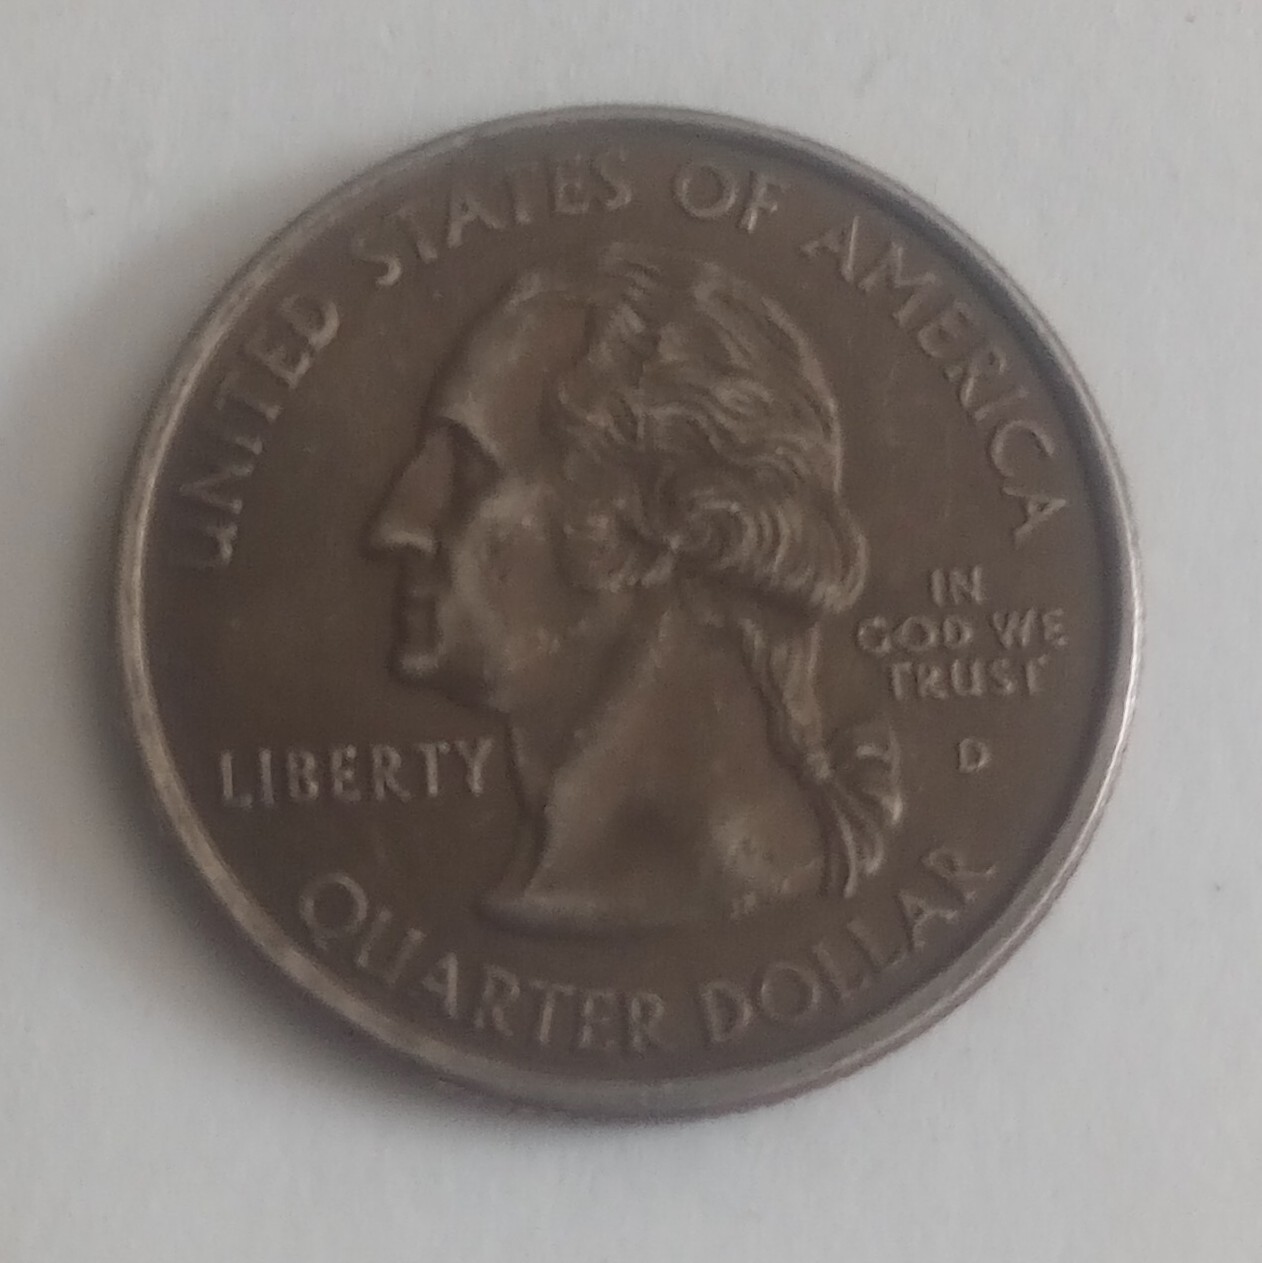 UNITED STATES OF AMERICA
LIBERTY
IN
GOD WE
TRUST
D
QUARTER DOLLAR